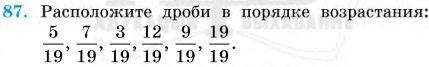 87. Расположите дроби в порядке возрастания:
5/19, 7/19, 3/19, 12/19, 9/19, 19/19.